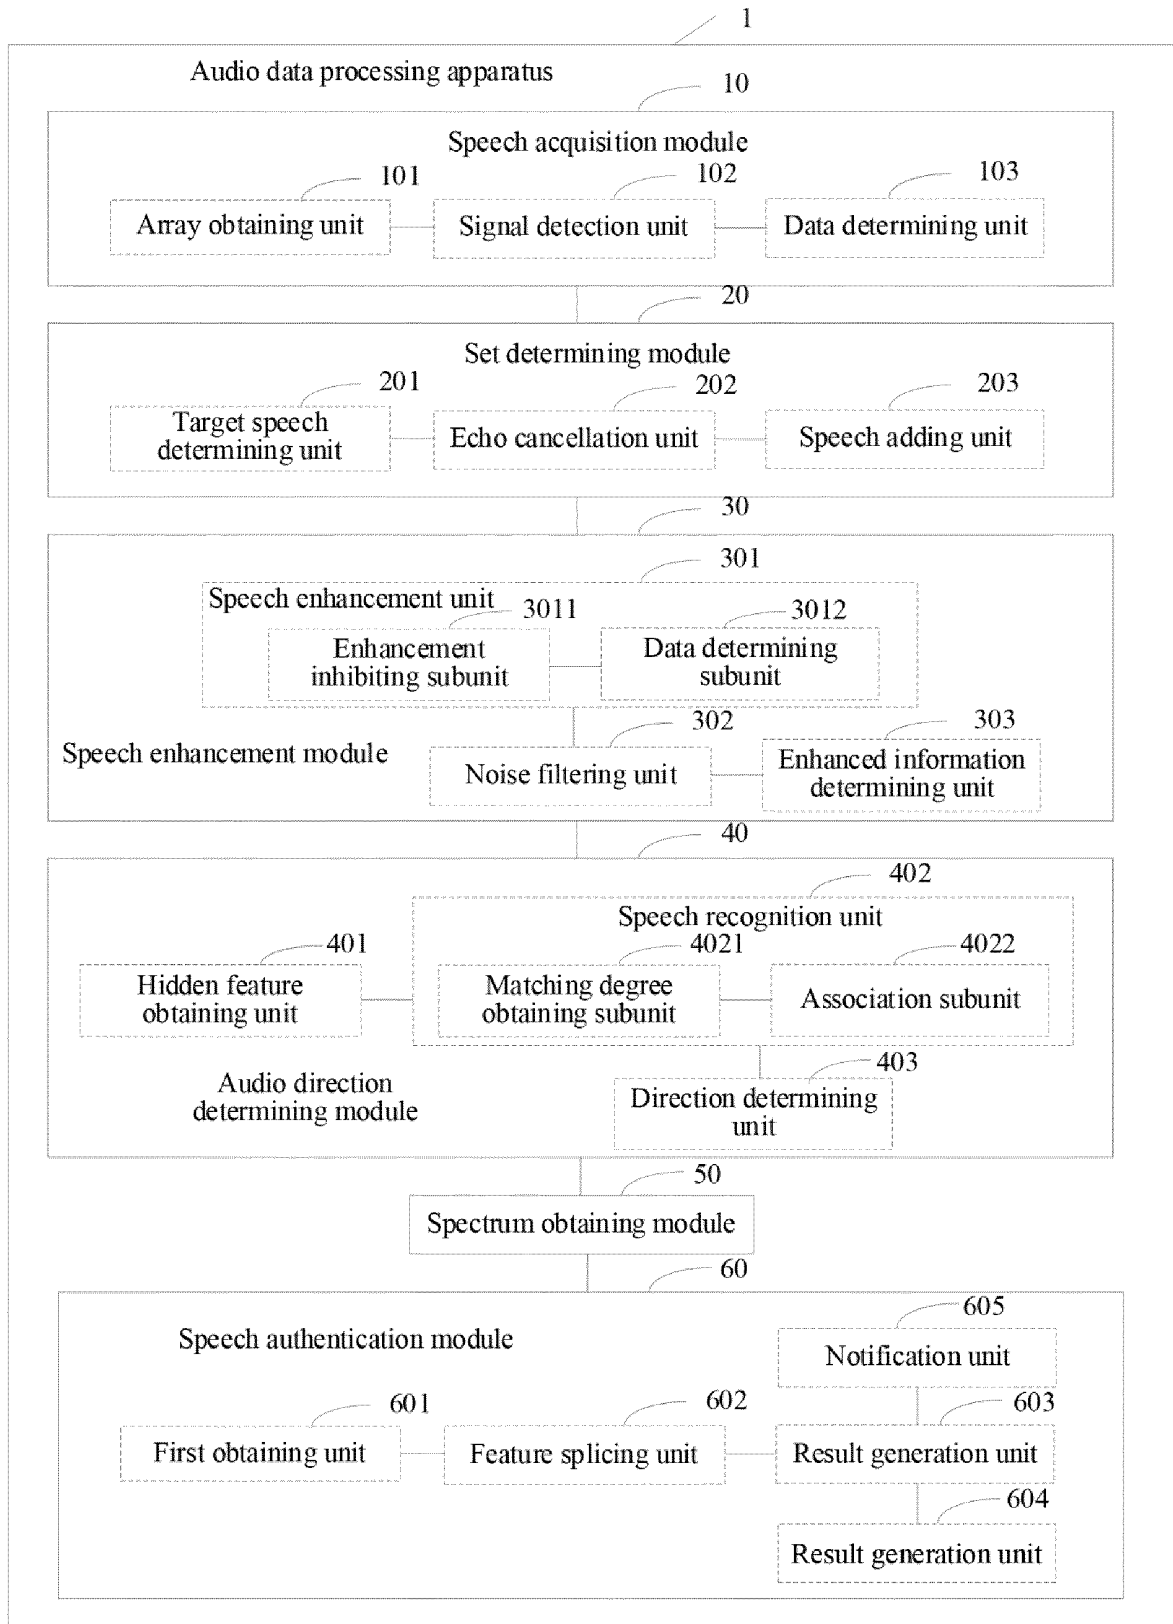 1
Audio data processing apparatus
10
Speech acquisition module
101
102
103
Array obtaining unit
Signal detection unit
Data determining unit
20
Set determining module
201
202
203
Target speech
determining unit
Echo cancellation unit
Speech adding unit
30
301
Speech enhancement unit
3011
3012
Enhancement
inhibiting subunit
Data determining
subunit
302
303
Speech enhancement module
Noise filtering unit
Enhanced information
determining unit
40
402
Speech recognition unit
401
4021
4022
Hidden feature
obtaining unit
Matching degree
obtaining subunit
Association subunit
403
Audio direction
determining module
Direction determining
unit
50
Spectrum obtaining module
60
605
Speech authentication module
Notification unit
601
602
603
First obtaining unit
Feature splicing unit
Result generation unit
604
Result generation unit